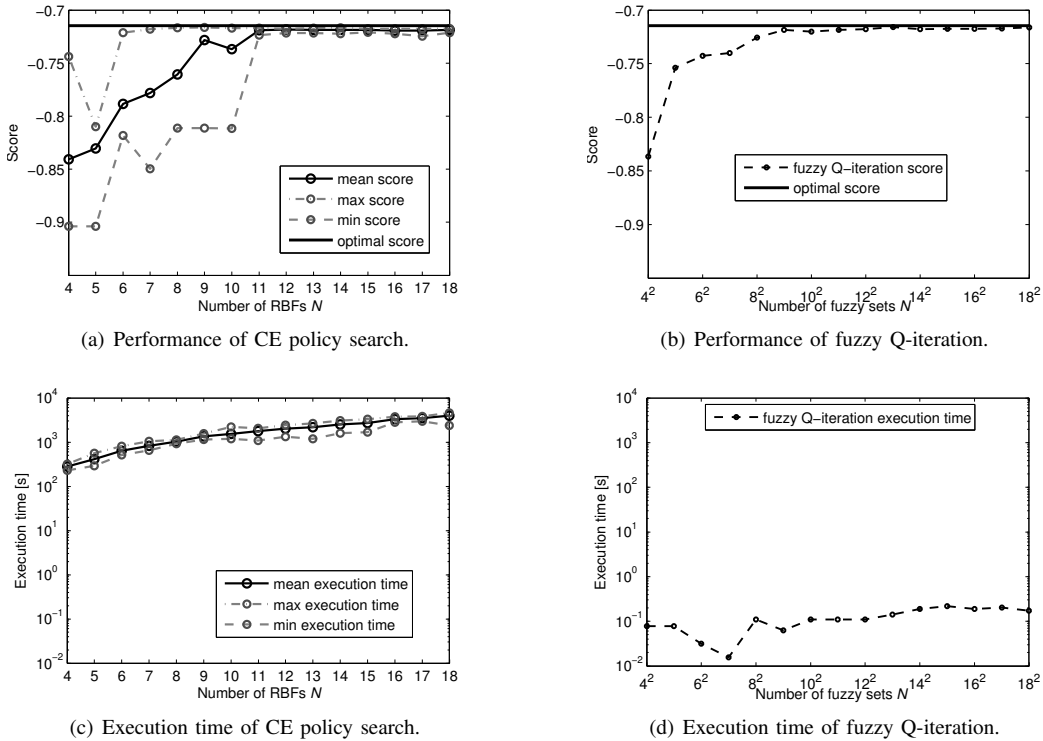 −0.7
−0.75
−0.8
−0.85
−0.9
Score
mean score
max score
min score
optimal score
4 5 6 7 8 9 10 11 12 13 14 15 16 17 18
Number of RBFs N
(a) Performance of CE policy search.
−0.7
−0.75
−0.8
−0.85
−0.9
Score
fuzzy Q−iteration score
optimal score
4² 6² 8² 10² 12² 14² 16² 18²
Number of fuzzy sets N
(b) Performance of fuzzy Q-iteration.
10⁴
10³
10²
10¹
10⁰
10⁻¹
10⁻²
Execution time [s]
mean execution time
max execution time
min execution time
4 5 6 7 8 9 10 11 12 13 14 15 16 17 18
Number of RBFs N
(c) Execution time of CE policy search.
10⁴
10³
10²
10¹
10⁰
10⁻¹
10⁻²
Execution time [s]
fuzzy Q−iteration execution time
4² 6² 8² 10² 12² 14² 16² 18²
Number of fuzzy sets N
(d) Execution time of fuzzy Q-iteration.